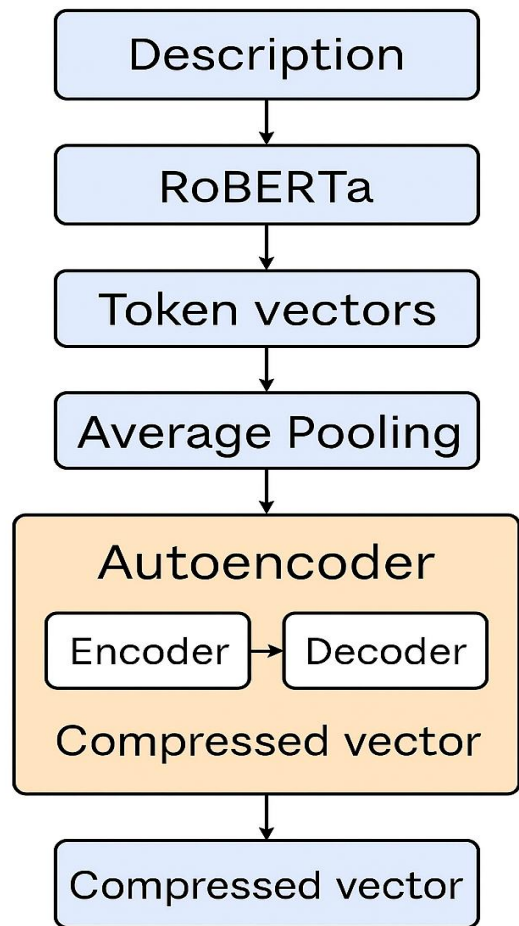 Description
RoBERTa
Token vectors
Average Pooling
Autoencoder
Encoder
Decoder
Compressed vector
Compressed vector